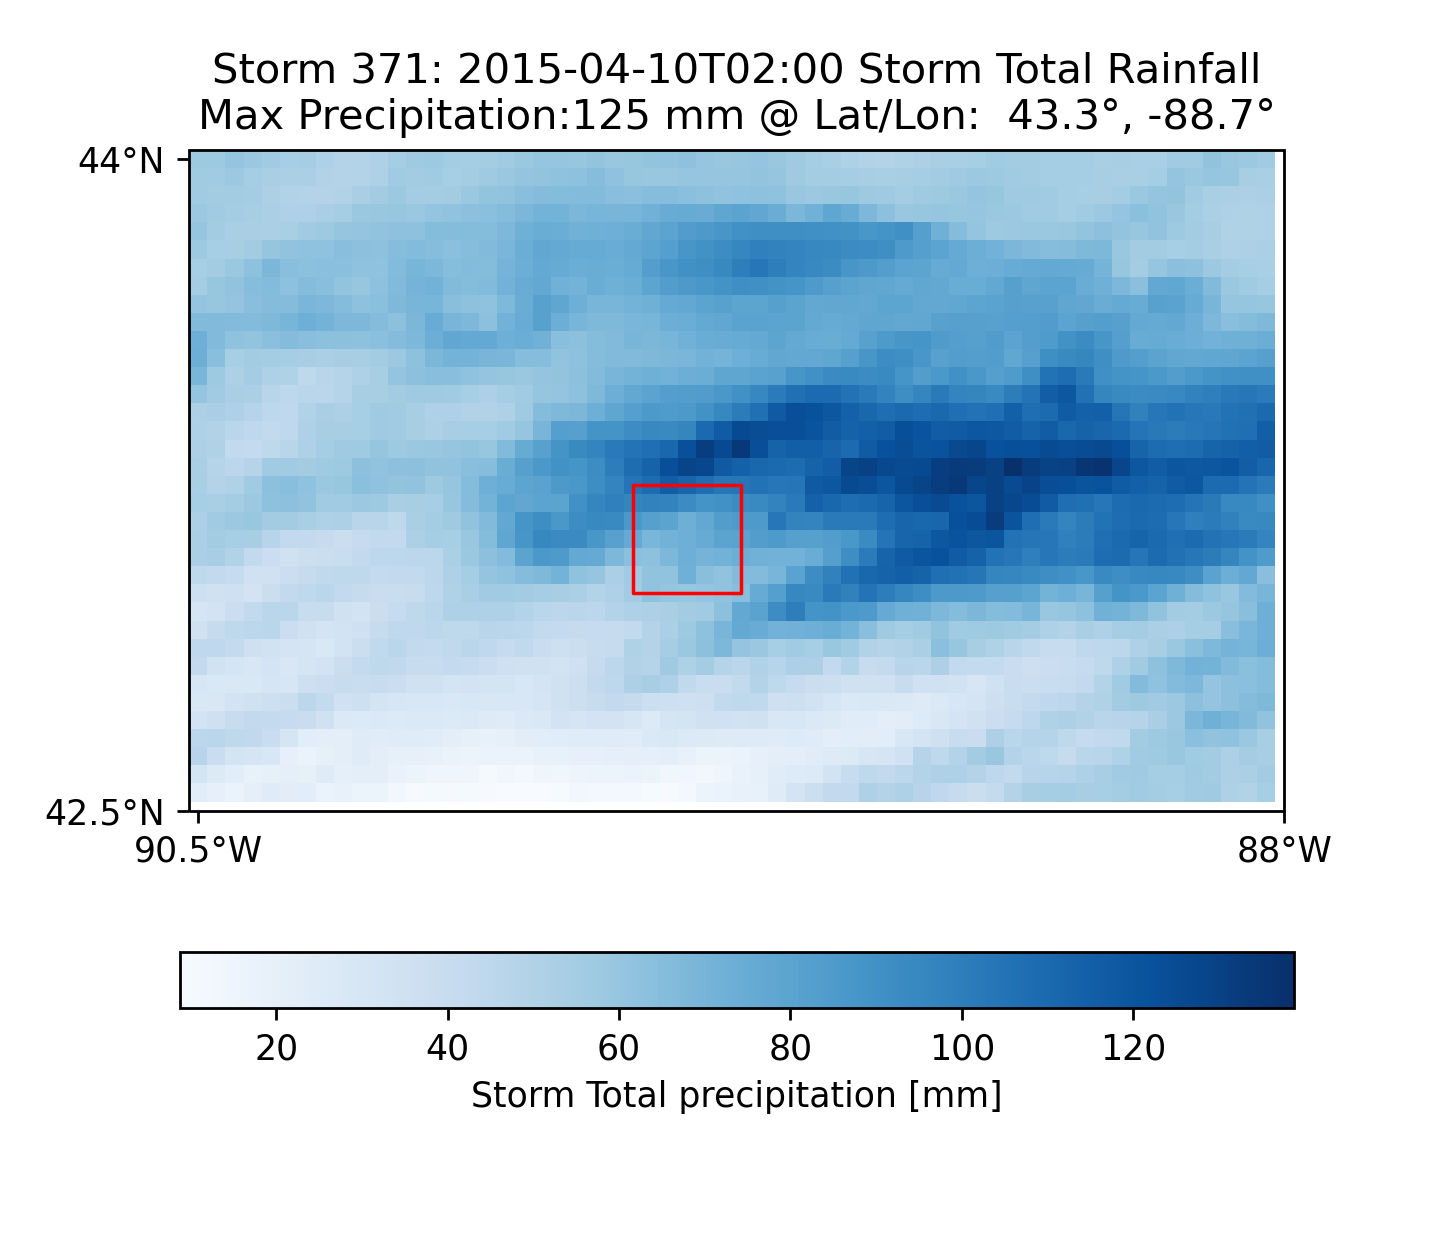 Storm 371: 2015-04-10T02:00 Storm Total Rainfall
Max Precipitation:125 mm @ Lat/Lon:  43.3°, -88.7°
44°N
42.5°N
90.5°W 88°W
20 40 60 80 100 120
Storm Total precipitation [mm]